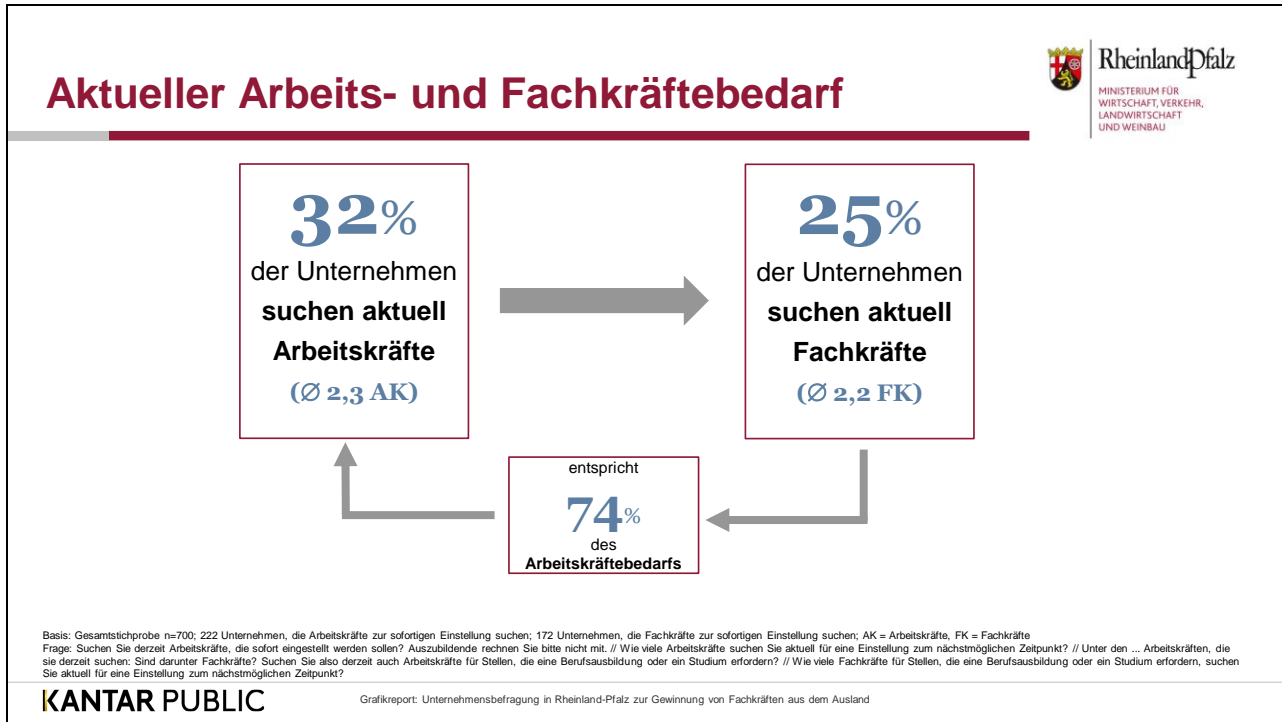 Aktueller Arbeits- und Fachkräftebedarf
RheinlandPfalz
MINISTERIUM FÜR
WIRTSCHAFT, VERKEHR,
LANDWIRTSCHAFT
UND WEINBAU
32%
der Unternehmen
suchen aktuell
Arbeitskräfte
(∅ 2,3 AK)
25%
der Unternehmen
suchen aktuell
Fachkräfte
(∅ 2,2 FK)
entspricht
74%
des
Arbeitskräftebedarfs
Basis: Gesamtstichprobe n=700; 222 Unternehmen, die Arbeitskräfte zur sofortigen Einstellung suchen; 172 Unternehmen, die Fachkräfte zur sofortigen Einstellung suchen; AK = Arbeitskräfte, FK = Fachkräfte
Frage: Suchen Sie derzeit Arbeitskräfte, die sofort eingestellt werden sollen? Auszubildende rechnen Sie bitte nicht mit. // Wie viele Arbeitskräfte suchen Sie aktuell für eine Einstellung zum nächstmöglichen Zeitpunkt? // Unter den ... Arbeitskräften, die
sie derzeit suchen: Sind darunter Fachkräfte? Suchen Sie also derzeit auch Arbeitskräfte für Stellen, die eine Berufsausbildung oder ein Studium erfordern? // Wie viele Fachkräfte für Stellen, die eine Berufsausbildung oder ein Studium erfordern, suchen
Sie aktuell für eine Einstellung zum nächstmöglichen Zeitpunkt?
KANTAR PUBLIC
Grafikreport: Unternehmensbefragung in Rheinland-Pfalz zur Gewinnung von Fachkräften aus dem Ausland